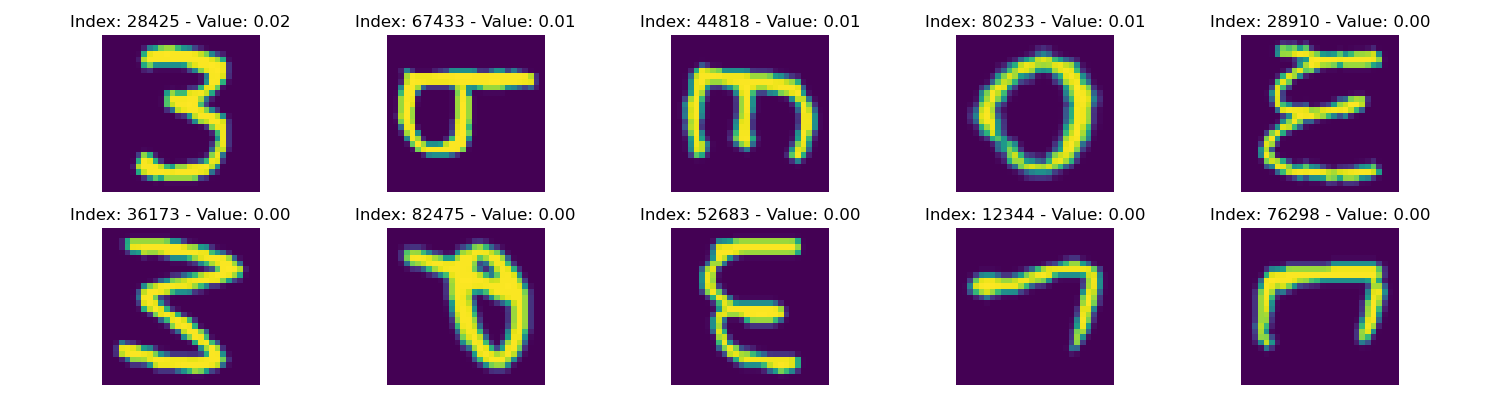 Index: 28425 - Value: 0.02 Index: 67433 - Value: 0.01 Index: 44818 - Value: 0.01 Index: 80233 - Value: 0.01 Index: 28910 - Value: 0.00
3 σ m 0 Ξ
Index: 36173 - Value: 0.00 Index: 82475 - Value: 0.00 Index: 52683 - Value: 0.00 Index: 12344 - Value: 0.00 Index: 76298 - Value: 0.00